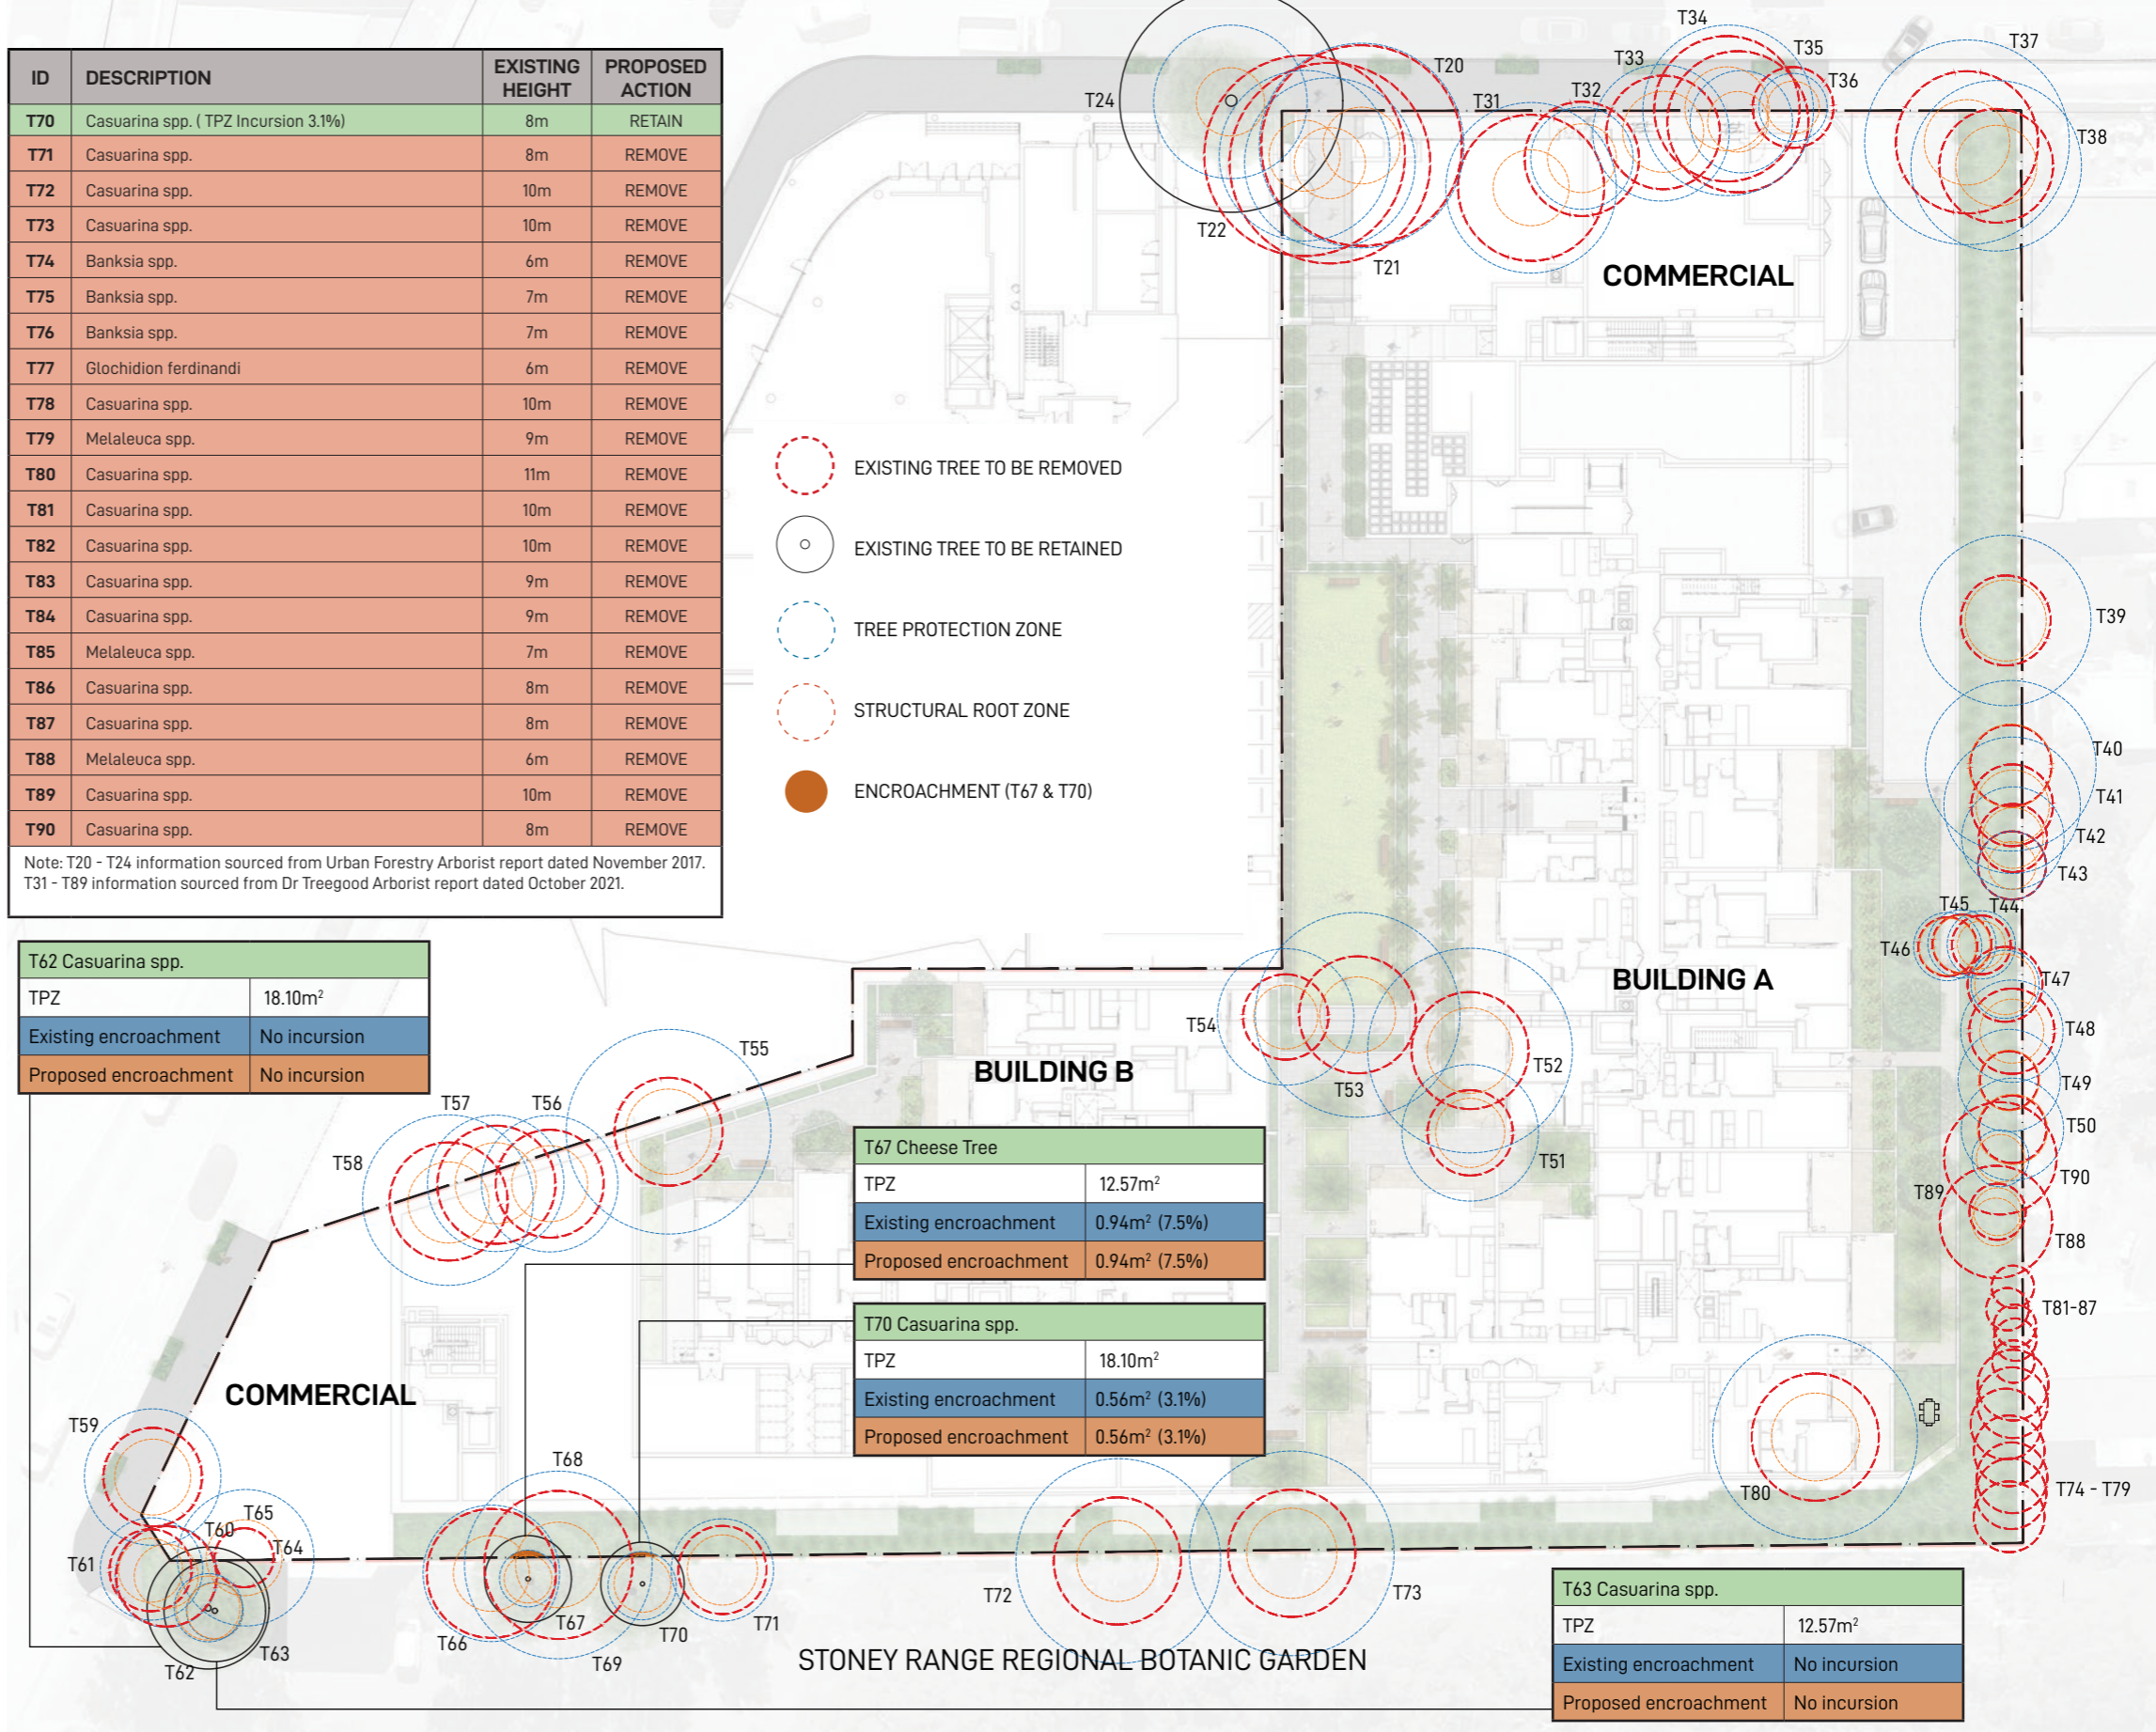 ID DESCRIPTION EXISTING HEIGHT PROPOSED ACTION
T70 Casuarina spp. ( TPZ Incursion 3.1%) 8m RETAIN
T71 Casuarina spp. 8m REMOVE
T72 Casuarina spp. 10m REMOVE
T73 Casuarina spp. 10m REMOVE
T74 Banksia spp. 6m REMOVE
T75 Banksia spp. 7m REMOVE
T76 Banksia spp. 7m REMOVE
T77 Glochidion ferdinandi 6m REMOVE
T78 Casuarina spp. 10m REMOVE
T79 Melaleuca spp. 9m REMOVE
T80 Casuarina spp. 11m REMOVE
T81 Casuarina spp. 10m REMOVE
T82 Casuarina spp. 10m REMOVE
T83 Casuarina spp. 9m REMOVE
T84 Casuarina spp. 9m REMOVE
T85 Melaleuca spp. 7m REMOVE
T86 Casuarina spp. 8m REMOVE
T87 Casuarina spp. 8m REMOVE
T88 Melaleuca spp. 6m REMOVE
T89 Casuarina spp. 10m REMOVE
T90 Casuarina spp. 8m REMOVE
Note: T20 - T24 information sourced from Urban Forestry Arborist report dated November 2017.
T31 - T89 information sourced from Dr Treegood Arborist report dated October 2021.
EXISTING TREE TO BE REMOVED
EXISTING TREE TO BE RETAINED
TREE PROTECTION ZONE
STRUCTURAL ROOT ZONE
ENCROACHMENT (T67 & T70)
T24
T22
T20
T21
T31
T32
T33
T34
T35
T36
T37
T38
COMMERCIAL
T39
T40
T41
T42
T43
T45
T44
T46
T47
BUILDING A
T48
T49
T50
T90
T89
T88
T81-87
T74 - T79
T80
T54
T53
T52
T51
BUILDING B
T55
T56
T57
T58
T62 Casuarina spp.
TPZ 18.10m²
Existing encroachment No incursion
Proposed encroachment No incursion
T67 Cheese Tree
TPZ 12.57m²
Existing encroachment 0.94m² (7.5%)
Proposed encroachment 0.94m² (7.5%)
T70 Casuarina spp.
TPZ 18.10m²
Existing encroachment 0.56m² (3.1%)
Proposed encroachment 0.56m² (3.1%)
COMMERCIAL
T59
T65
T60
T64
T61
T62
T63
T68
T66
T67
T69
T70
T71
T72
T73
STONEY RANGE REGIONAL BOTANIC GARDEN
T63 Casuarina spp.
TPZ 12.57m²
Existing encroachment No incursion
Proposed encroachment No incursion